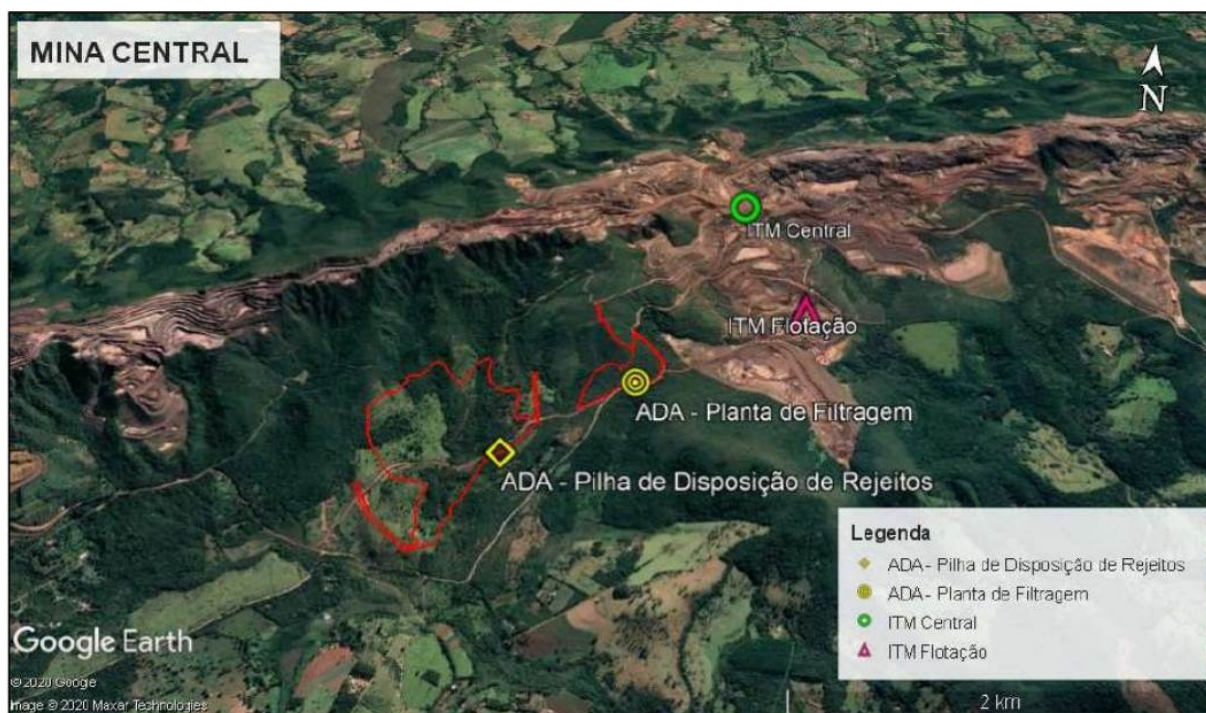 MINA CENTRAL
N
ITM Central
ITM Flotação
ADA - Planta de Filtragem
ADA - Pilha de Disposição de Rejeitos
Legenda
ADA - Pilha de Disposição de Rejeitos
ADA - Planta de Filtragem
ITM Central
ITM Flotação
Google Earth
© 2020 Google
Image © 2020 Maxar Technologies
2 km